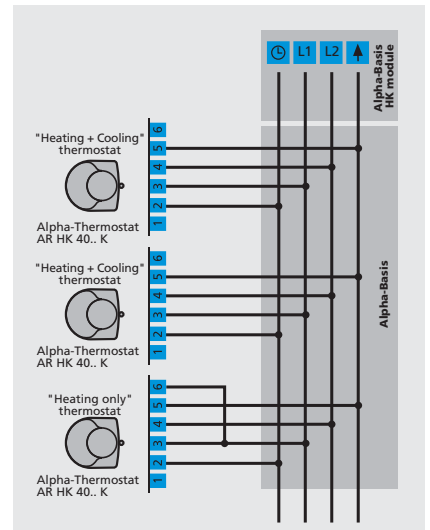 L1 L2
Alpha-Basis
HK module
"Heating + Cooling"
thermostat
6
5
4
3
2
1
Alpha-Thermostat
AR HK 40.. K
"Heating + Cooling"
thermostat
6
5
4
3
2
1
Alpha-Thermostat
AR HK 40.. K
Alpha-Basis
"Heating only"
thermostat
6
5
4
3
2
1
Alpha-Thermostat
AR HK 40.. K